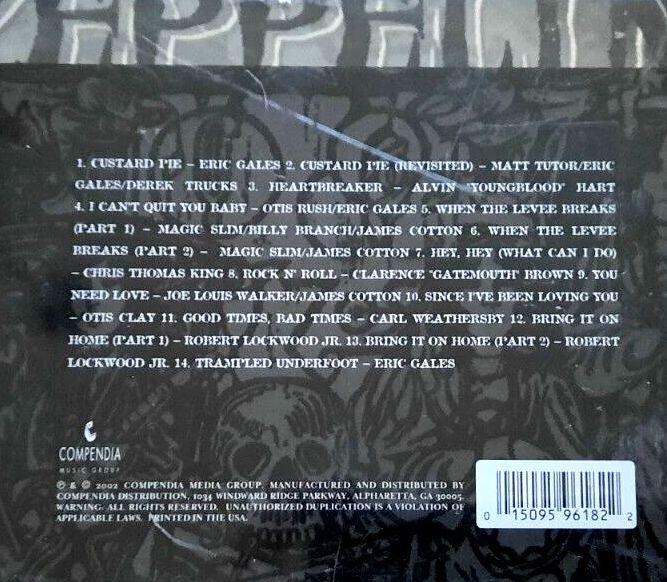 1. CUSTARD PIE – ERIC GALES 2. CUSTARD PIE (REVISITED) – MATT TUTOR/ERIC
GALES/DEREK TRUCKS 3. HEARTBREAKER – ALVIN "YOUNGBLOOD" HART
4. I CAN'T QUIT YOU BABY – OTIS RUSH/ERIC GALES 5. WHEN THE LEVEE BREAKS
(PART 1) – MAGIC SLIM/BILLY BRANCH/JAMES COTTON 6. WHEN THE LEVEE
BREAKS (PART 2) – MAGIC SLIM/JAMES COTTON 7. HEY, HEY (WHAT CAN I DO)
– CHRIS THOMAS KING 8. ROCK N' ROLL – CLARENCE "GATEMOUTH" BROWN 9. YOU
NEED LOVE – JOE LOUIS WALKER/JAMES COTTON 10. SINCE I'VE BEEN LOVING YOU
– OTIS CLAY 11. GOOD TIMES, BAD TIMES – CARL WEATHERSBY 12. BRING IT ON
HOME (PART 1) – ROBERT LOCKWOOD JR. 13. BRING IT ON HOME (PART 2) – ROBERT
LOCKWOOD JR. 14. TRAMPLED UNDERFOOT – ERIC GALES
COMPENDIA
MUSIC GROUP
℗ & © 2002 COMPENDIA MEDIA GROUP. MANUFACTURED AND DISTRIBUTED BY
COMPENDIA DISTRIBUTION. 1034 WINDWARD RIDGE PARKWAY, ALPHARETTA, GA 30005.
WARNING: ALL RIGHTS RESERVED. UNAUTHORIZED DUPLICATION IS A VIOLATION OF
APPLICABLE LAWS. PRINTED IN THE USA.
0 15095 96182 2